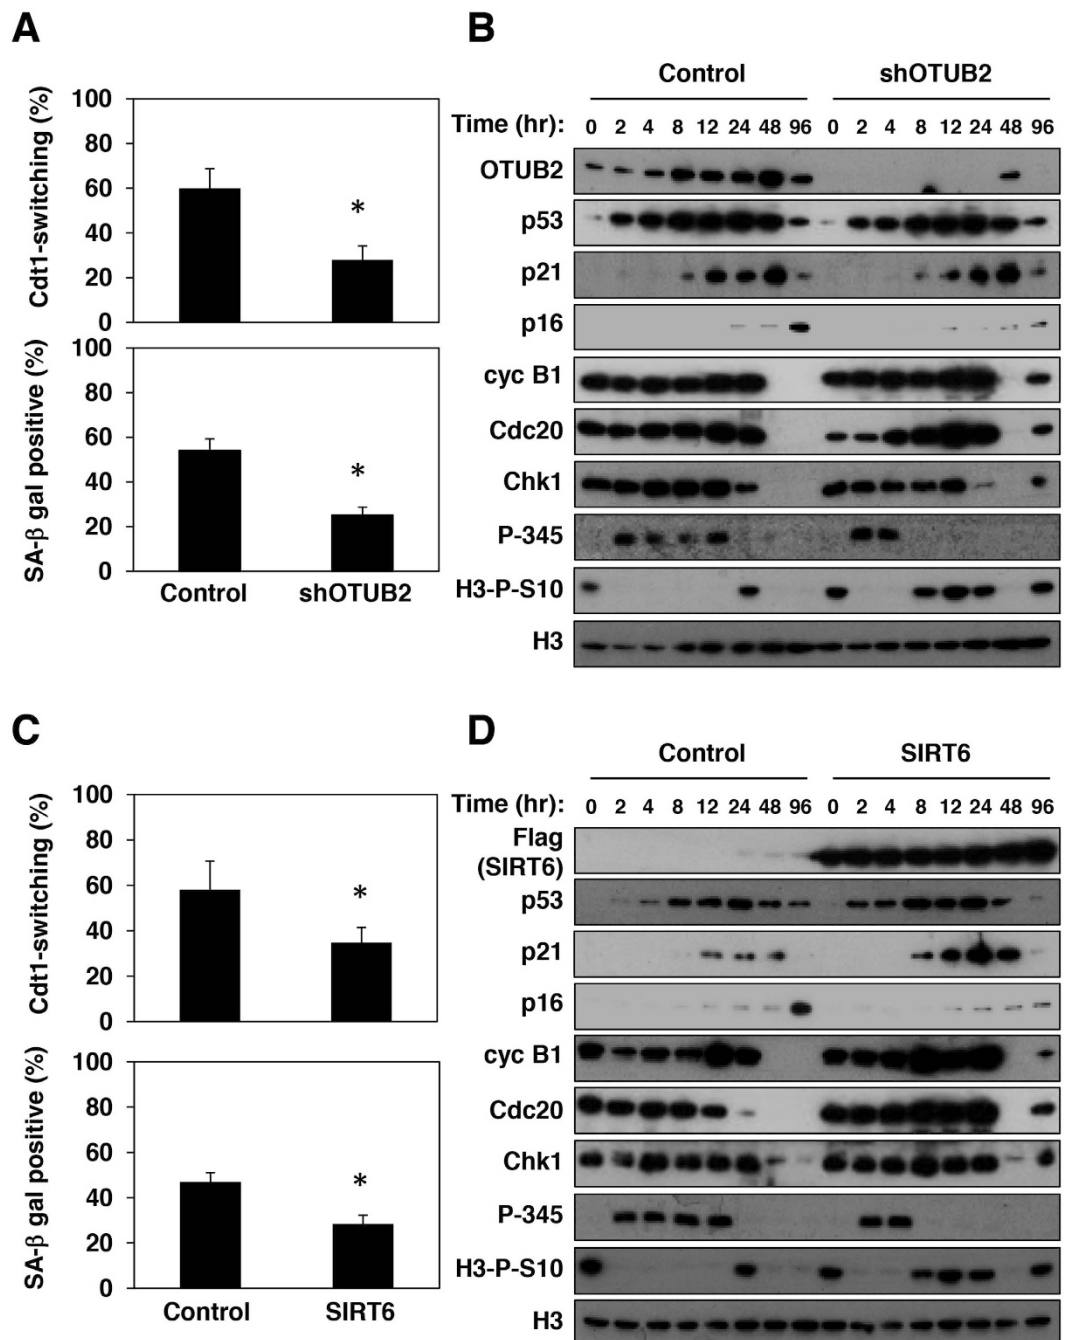 A
Cdt1-switching (%)
100
80
60
40
20
0
*
SA-β gal positive (%)
100
80
60
40
20
0
*
Control shOTUB2
B
Control shOTUB2
Time (hr): 0 2 4 8 12 24 48 96 0 2 4 8 12 24 48 96
OTUB2
p53
p21
p16
cyc B1
Cdc20
Chk1
P-345
H3-P-S10
H3
C
Cdt1-switching (%)
100
80
60
40
20
0
*
SA-β gal positive (%)
100
80
60
40
20
0
*
Control SIRT6
D
Control SIRT6
Time (hr): 0 2 4 8 12 24 48 96 0 2 4 8 12 24 48 96
Flag
(SIRT6)
p53
p21
p16
cyc B1
Cdc20
Chk1
P-345
H3-P-S10
H3